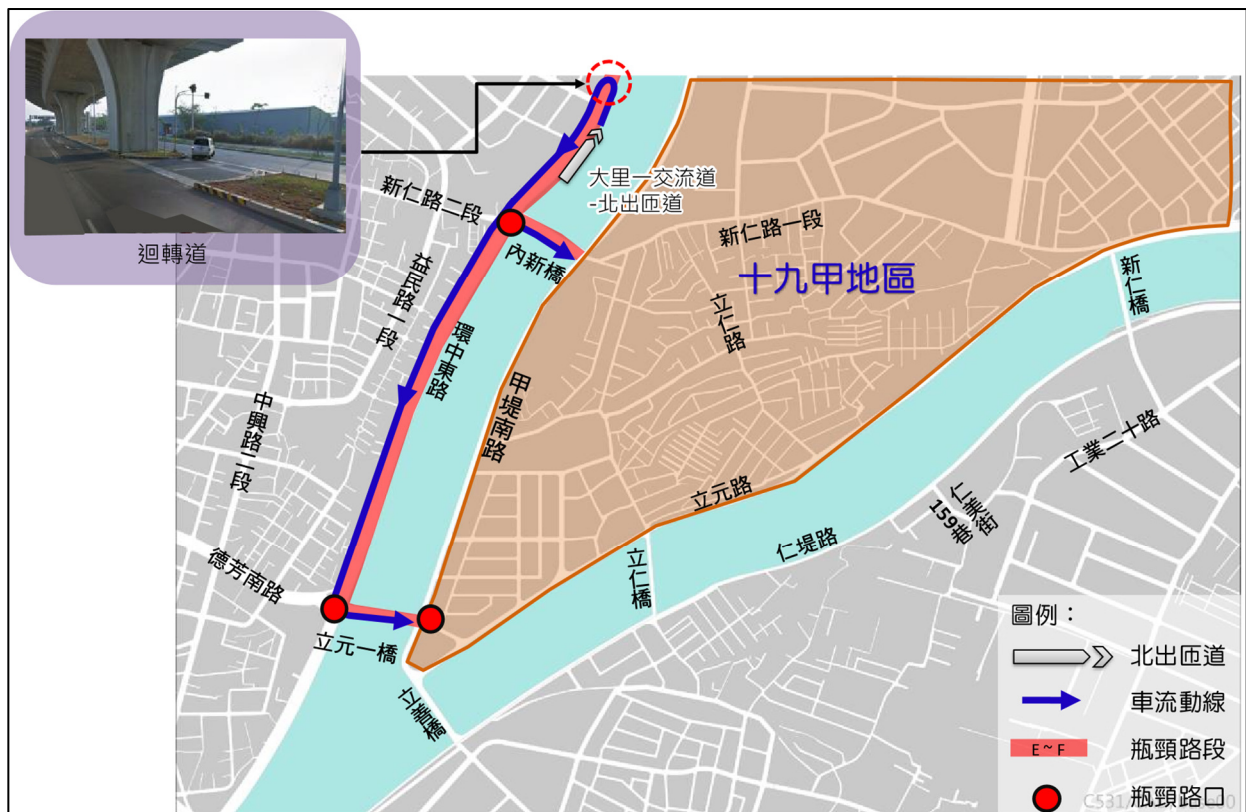 迴轉道
大里一交流道
-北出匝道
新仁路二段
內新橋
新仁路一段
十九甲地區
益民路一段
環中東路
立仁路
新仁橋
甲堤南路
中興路二段
工業二十路
立元路
仁美街
159巷
仁堤路
德芳南路
立仁橋
立元一橋
立善橋
圖例：
北出匝道
車流動線
E~F
瓶頸路段
瓶頸路口